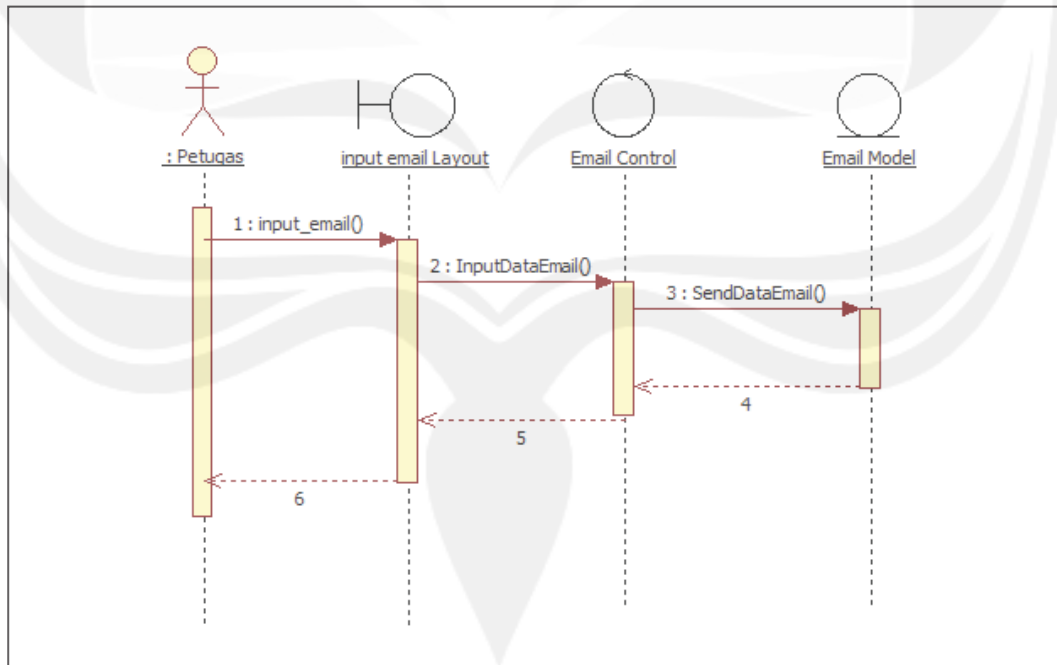 : Petugas
input email Layout
Email Control
Email Model
1 : input_email()
2 : InputDataEmail()
3 : SendDataEmail()
4
5
6